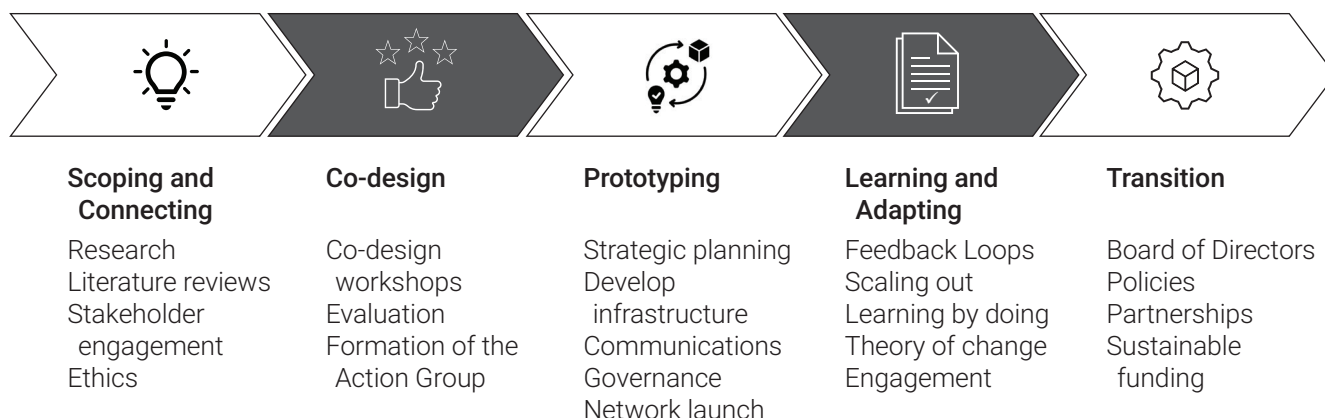 Scoping and
Connecting
Research
Literature reviews
Stakeholder
engagement
Ethics
Co-design
Co-design
workshops
Evaluation
Formation of the
Action Group
Prototyping
Strategic planning
Develop
infrastructure
Communications
Governance
Network launch
Learning and
Adapting
Feedback Loops
Scaling out
Learning by doing
Theory of change
Engagement
Transition
Board of Directors
Policies
Partnerships
Sustainable
funding